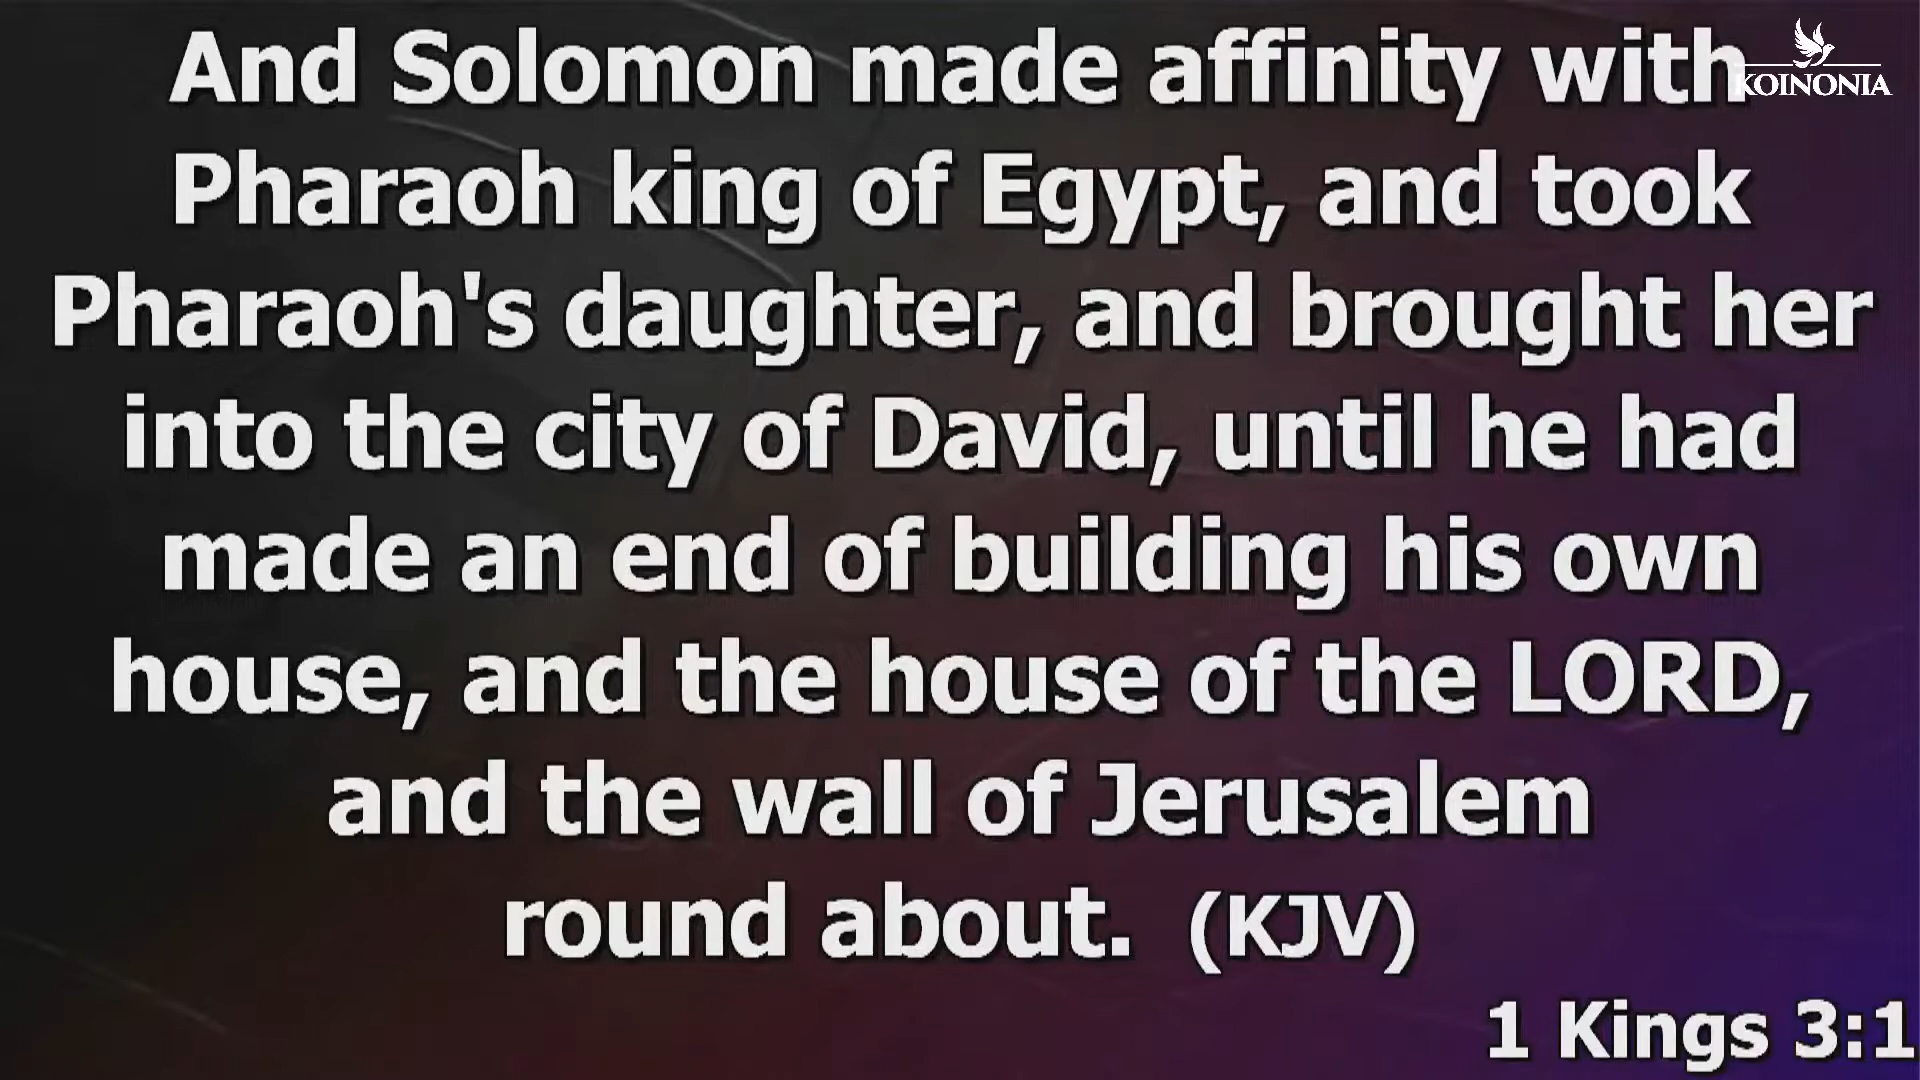 And Solomon made affinity with
KOINONIA
Pharaoh king of Egypt, and took
Pharaoh's daughter, and brought her
into the city of David, until he had
made an end of building his own
house, and the house of the LORD,
and the wall of Jerusalem
round about. (KJV)
1 Kings 3:1